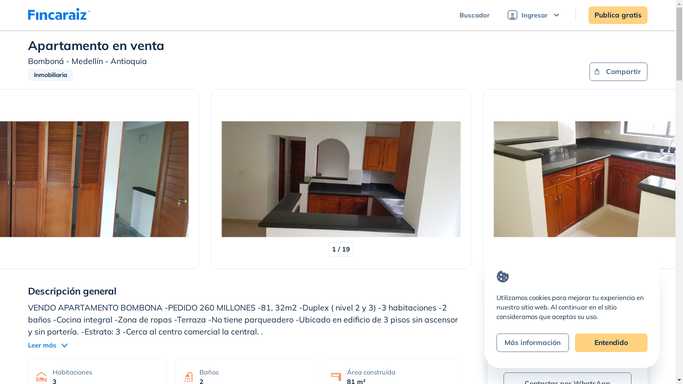 Fincaraiz
Buscador
Ingresar
Publica gratis
Apartamento en venta
Bomboná - Medellín - Antioquia
Inmobiliaria
Compartir
1 / 19
Descripción general
VENDO APARTAMENTO BOMBONA -PEDIDO 260 MILLONES -81, 32m2 -Duplex ( nivel 2 y 3) -3 habitaciones -2
baños -Cocina integral -Zona de ropas -Terraza -No tiene parqueadero -Ubicado en edificio de 3 pisos sin ascensor
y sin portería. -Estrato: 3 -Cerca al centro comercial la central. .
Leer más
Habitaciones
3
Baños
2
Área construida
81 m²
Utilizamos cookies para mejorar tu experiencia en
nuestro sitio web. Al continuar en el sitio
consideramos que aceptas su uso.
Más información
Entendido
Contactar por WhatsApp